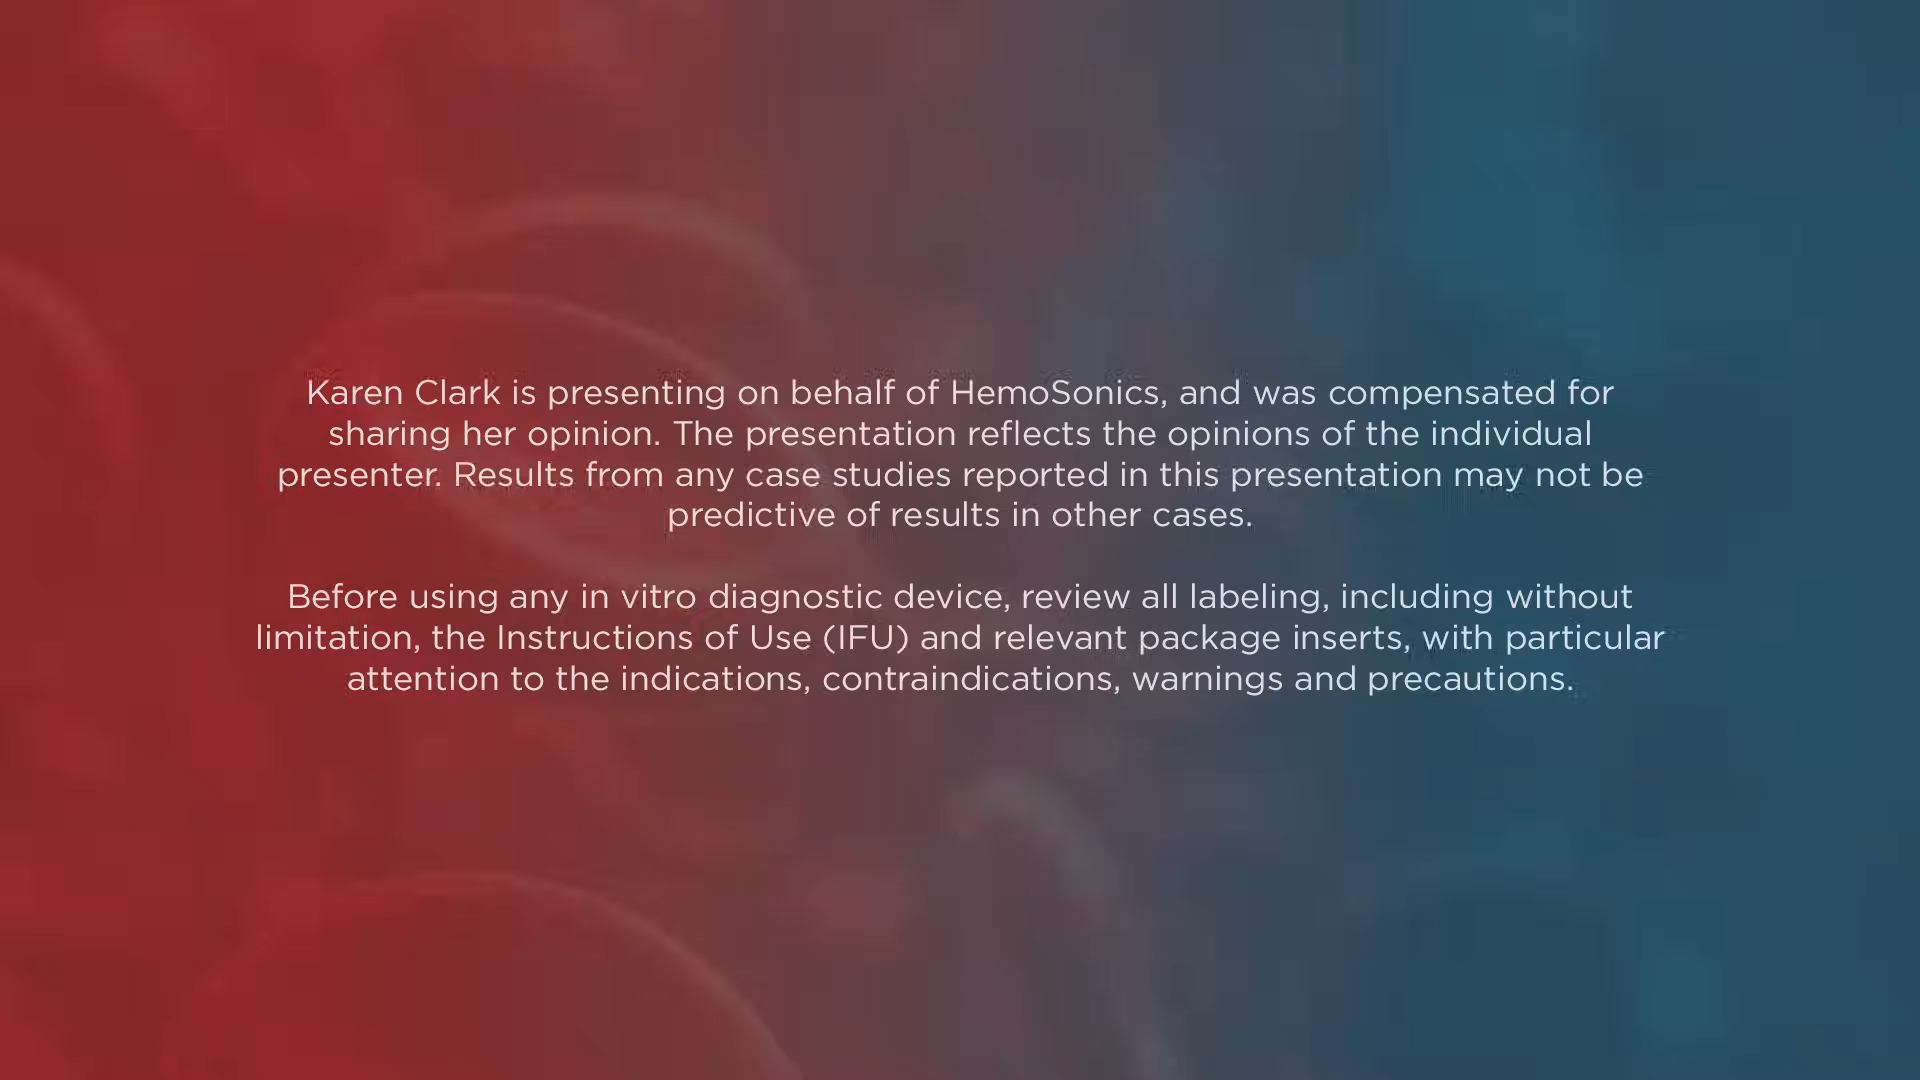 Karen Clark is presenting on behalf of HemoSonics, and was compensated for
sharing her opinion. The presentation reflects the opinions of the individual
presenter. Results from any case studies reported in this presentation may not be
predictive of results in other cases.
Before using any in vitro diagnostic device, review all labeling, including without
limitation, the Instructions of Use (IFU) and relevant package inserts, with particular
attention to the indications, contraindications, warnings and precautions.